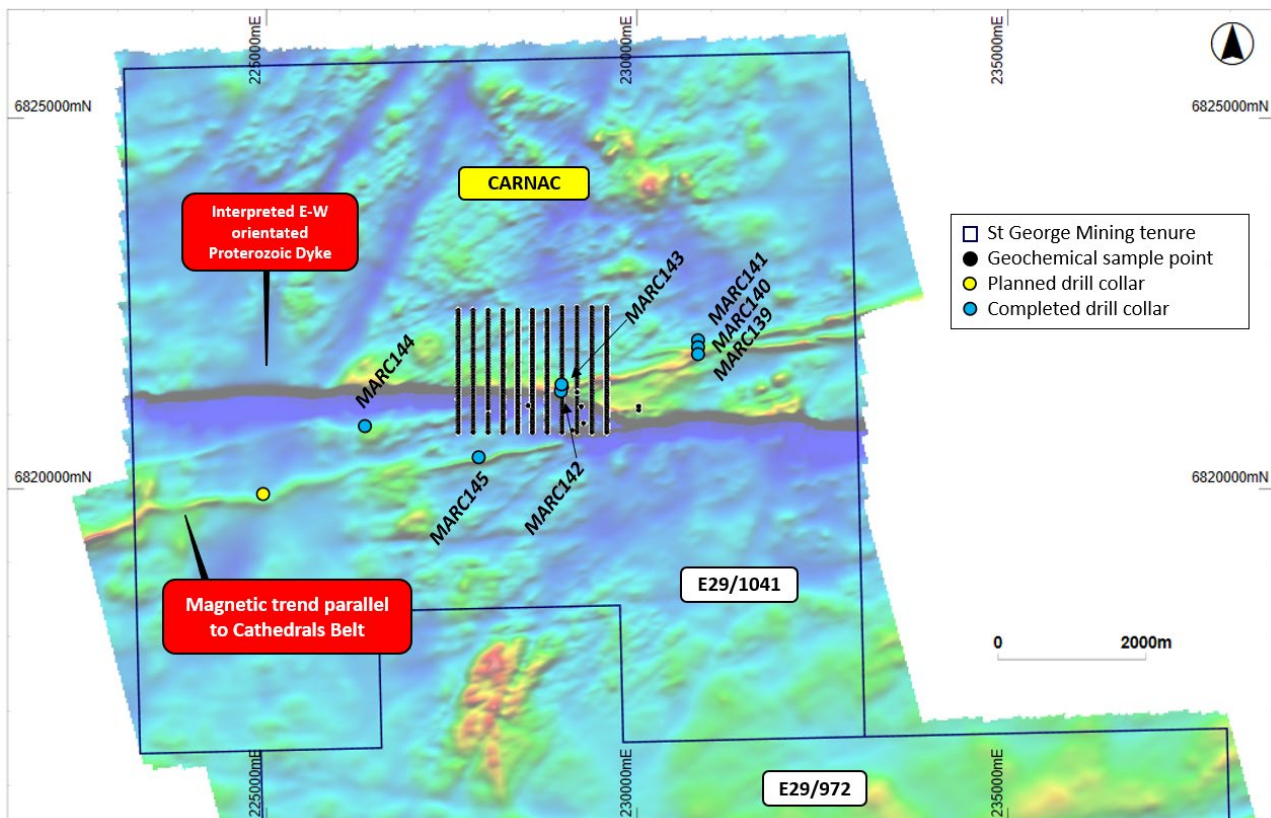 225000mE
230000mE
235000mE
6825000mN
6825000mN
CARNAC
Interpreted E-W
orientated
Proterozoic Dyke
St George Mining tenure
Geochemical sample point
Planned drill collar
Completed drill collar
MARC143
MARC141
MARC140
MARC139
MARC144
6820000mN
6820000mN
MARC145
MARC142
E29/1041
Magnetic trend parallel
to Cathedrals Belt
0 2000m
225000mE
230000mE
235000mE
E29/972